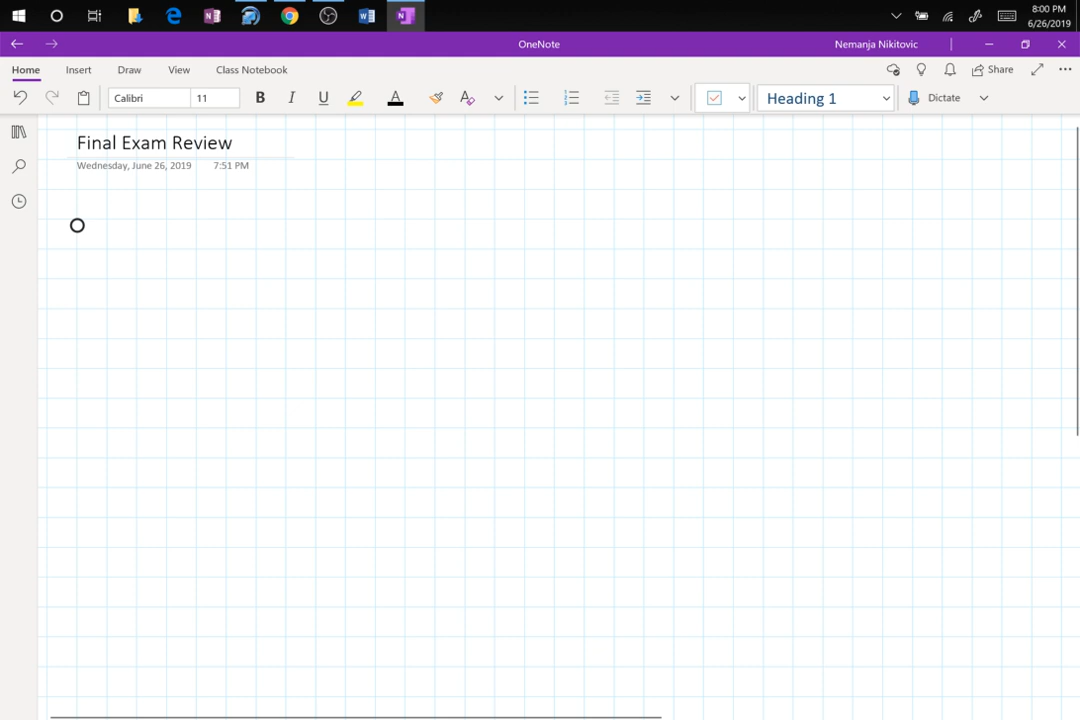 8:00 PM
6/26/2019
OneNote
Nemanja Nikitovic
Home Insert Draw View Class Notebook
Share
Calibri 11 B I U A Heading 1 Dictate
Final Exam Review
Wednesday, June 26, 2019 7:51 PM